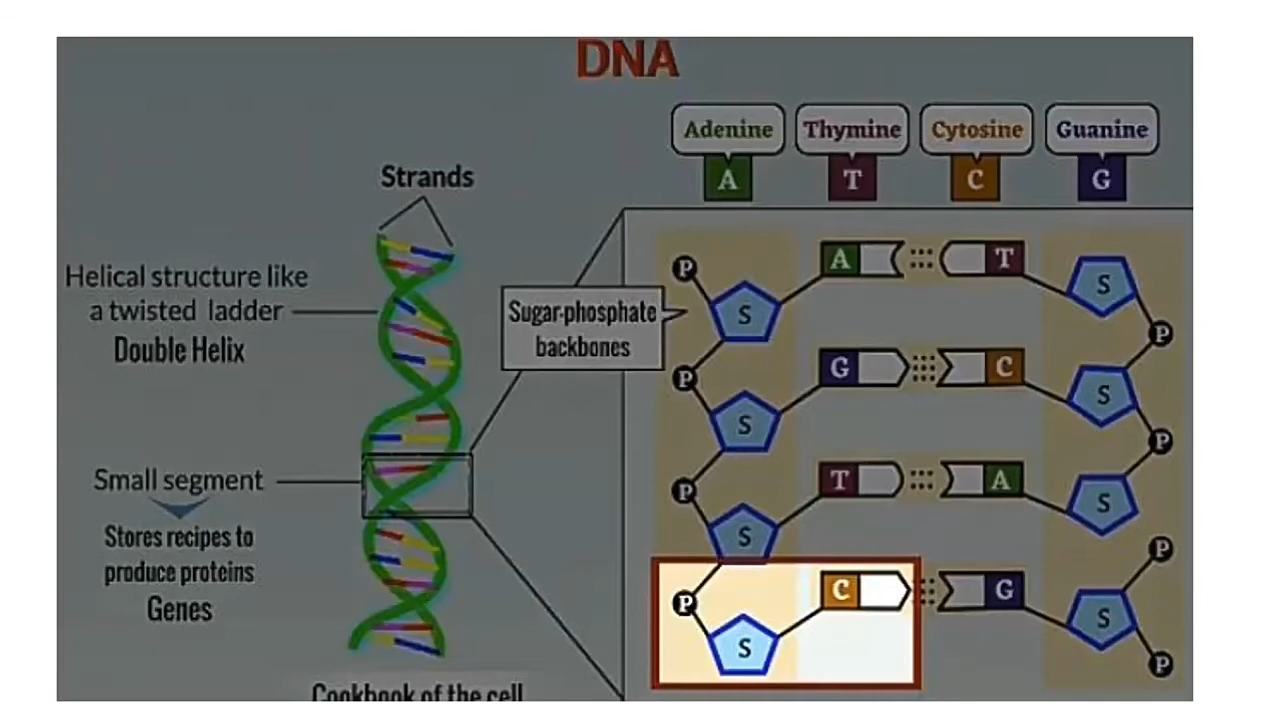 DNA
Adenine Thymine Cytosine Guanine
A T C G
Strands
Helical structure like
a twisted ladder
Double Helix
Small segment
Stores recipes to
produce proteins
Genes
Cookbook of the cell
Sugar-phosphate
backbones
P S A T S P
P S G C S P
P S T A S P
P S C G S P